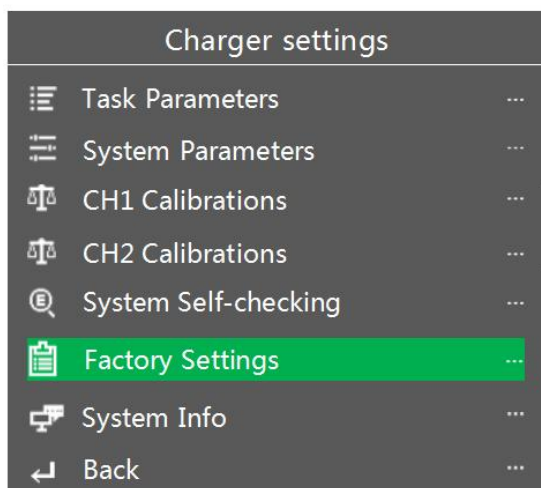 Charger settings
Task Parameters ...
System Parameters ...
CH1 Calibrations ...
CH2 Calibrations ...
System Self-checking ...
Factory Settings ...
System Info ...
Back ...